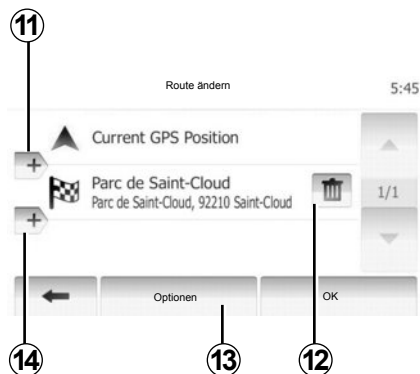 11
Route ändern 5:45
Current GPS Position
+
Parc de Saint-Cloud
Parc de Saint-Cloud, 92210 Saint-Cloud
1/1
+
Optionen
OK
14
13
12